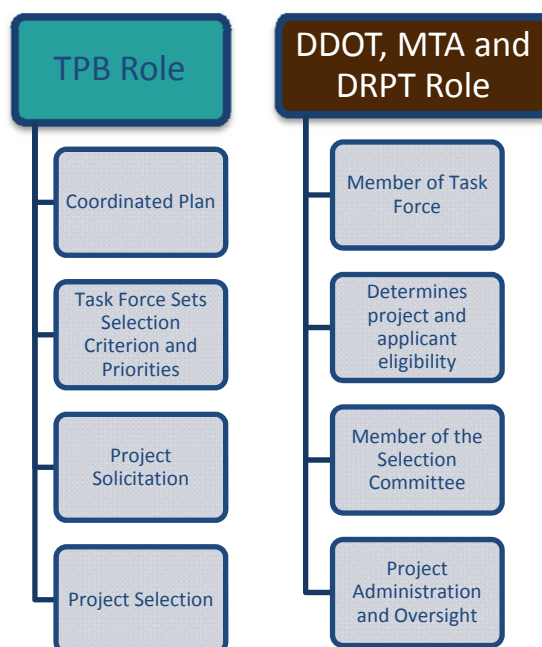 TPB Role
Coordinated Plan
Task Force Sets
Selection
Criterion and
Priorities
Project
Solicitation
Project Selection
DDOT, MTA and
DRPT Role
Member of Task
Force
Determines
project and
applicant
eligibility
Member of the
Selection
Committee
Project
Administration
and Oversight